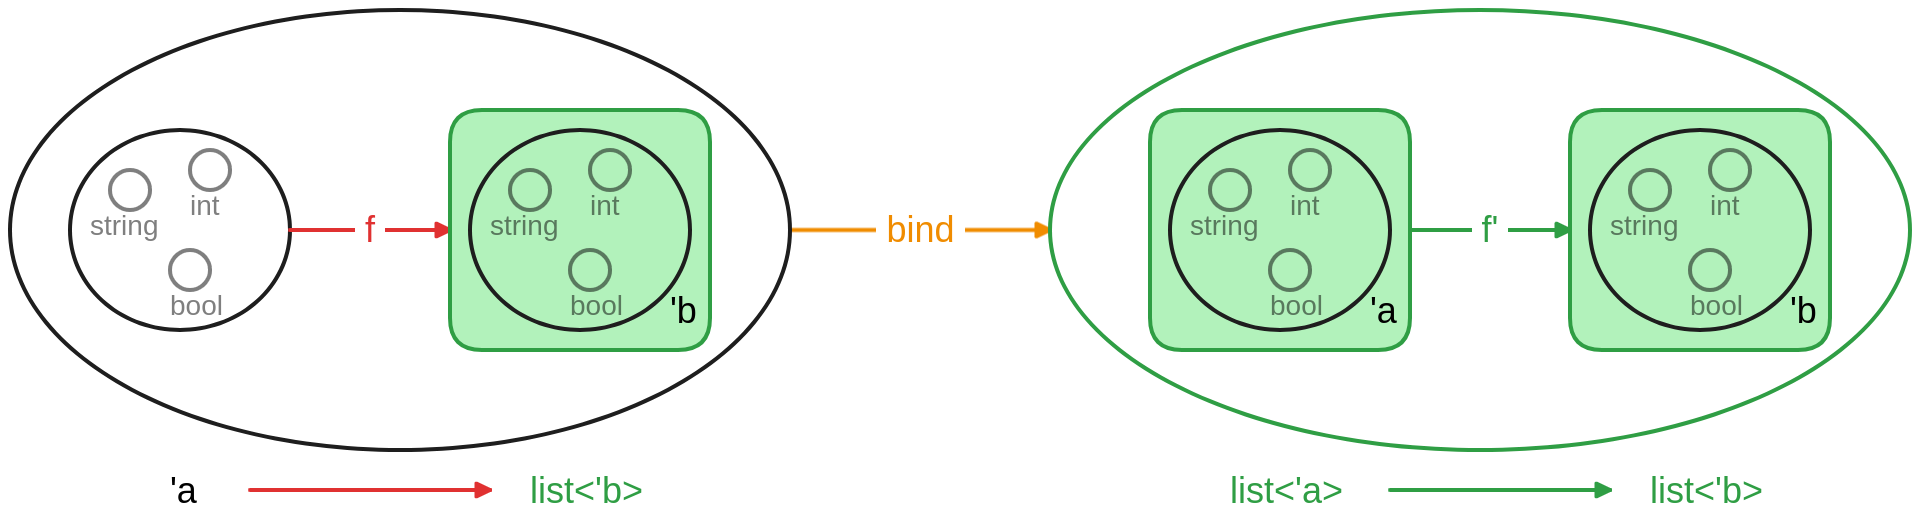 string
int
bool
f
string
int
bool
'b
bind
string
int
bool
'a
f'
string
int
bool
'b
'a
list<'b>
list<'a>
list<'b>